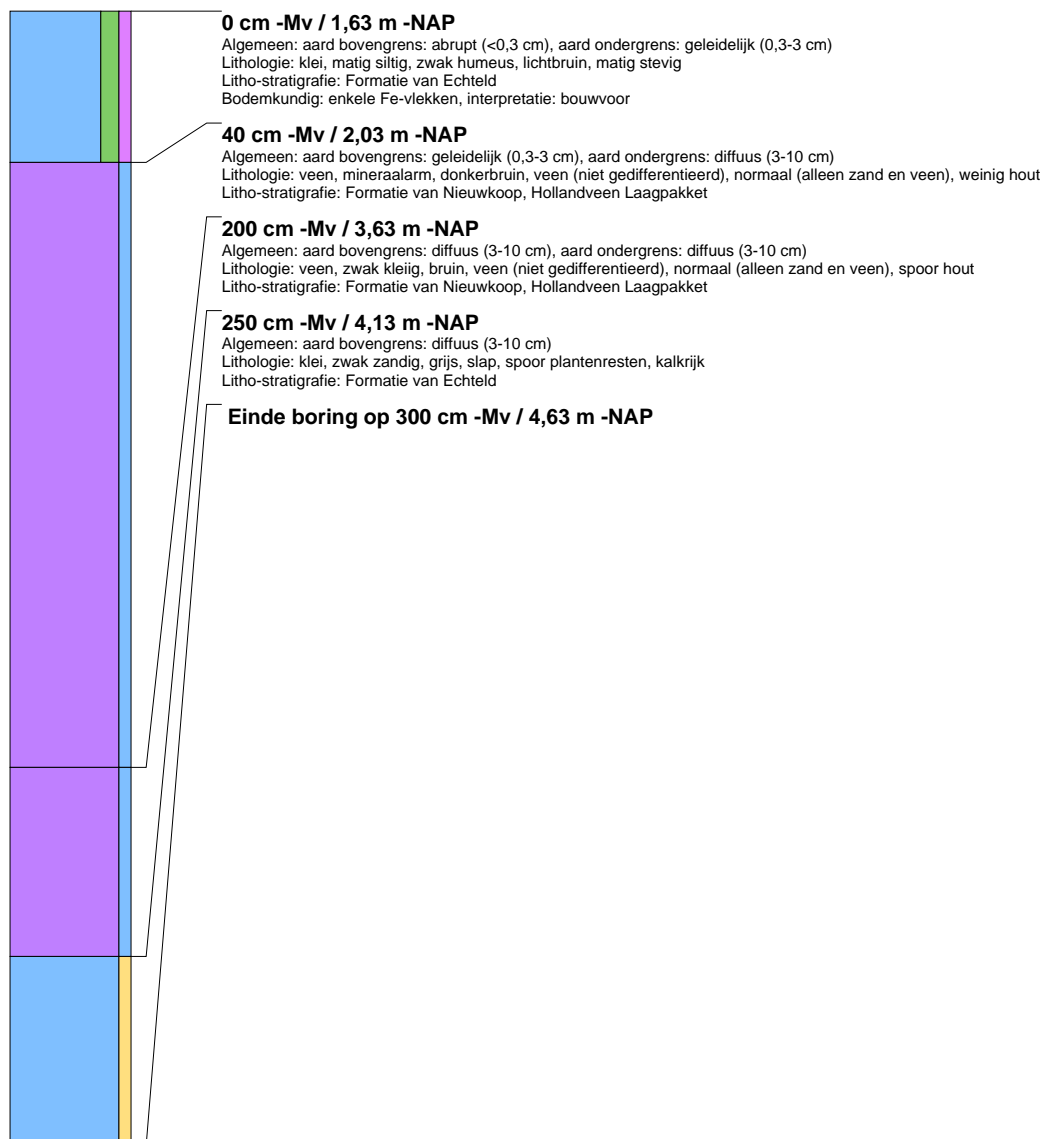 0 cm -Mv / 1,63 m -NAP
Algemeen: aard bovengrens: abrupt (<0,3 cm), aard ondergrens: geleidelijk (0,3-3 cm)
Lithologie: klei, matig siltig, zwak humeus, lichtbruin, matig stevig
Litho-stratigrafie: Formatie van Echteld
Bodemkundig: enkele Fe-vlekken, interpretatie: bouwvoor
40 cm -Mv / 2,03 m -NAP
Algemeen: aard bovengrens: geleidelijk (0,3-3 cm), aard ondergrens: diffuus (3-10 cm)
Lithologie: veen, mineraalarm, donkerbruin, veen (niet gedifferentieerd), normaal (alleen zand en veen), weinig hout
Litho-stratigrafie: Formatie van Nieuwkoop, Hollandveen Laagpakket
200 cm -Mv / 3,63 m -NAP
Algemeen: aard bovengrens: diffuus (3-10 cm), aard ondergrens: diffuus (3-10 cm)
Lithologie: veen, zwak kleiig, bruin, veen (niet gedifferentieerd), normaal (alleen zand en veen), spoor hout
Litho-stratigrafie: Formatie van Nieuwkoop, Hollandveen Laagpakket
250 cm -Mv / 4,13 m -NAP
Algemeen: aard bovengrens: diffuus (3-10 cm)
Lithologie: klei, zwak zandig, grijs, slap, spoor plantenresten, kalkrijk
Litho-stratigrafie: Formatie van Echteld
Einde boring op 300 cm -Mv / 4,63 m -NAP